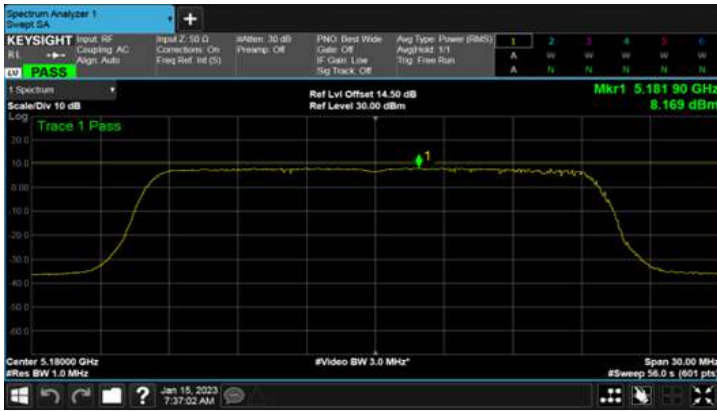 Spectrum Analyzer 1
Swept SA
+
KEYSIGHT
Input: RF
Coupling: AC
Align: Auto
Input Z: 50 Ω
Corrections: On
Freq Ref: Int (S)
#Atten: 30 dB
Preamp: Off
PNO: Best Wide
Gate: Off
IF Gain: Low
Sig Track: Off
Avg Type: Power (RMS)
Avg|Hold: 1/1
Trig: Free Run
1 2 3 4 5 6
A W W W W W
A N N N N N
RL
LXI PASS
1 Spectrum
Scale/Div 10 dB
Ref Lvl Offset 14.50 dB
Ref Level 30.00 dBm
Mkr1 5.181 90 GHz
8.169 dBm
Log
Trace 1 Pass
20.0
10.0
0.00
-10.0
-20.0
-30.0
-40.0
-50.0
-60.0
1
Center 5.18000 GHz
#Res BW 1.0 MHz
#Video BW 3.0 MHz*
Span 30.00 MHz
#Sweep 56.0 s (601 pts)
?
Jan 15, 2023
7:37:02 AM